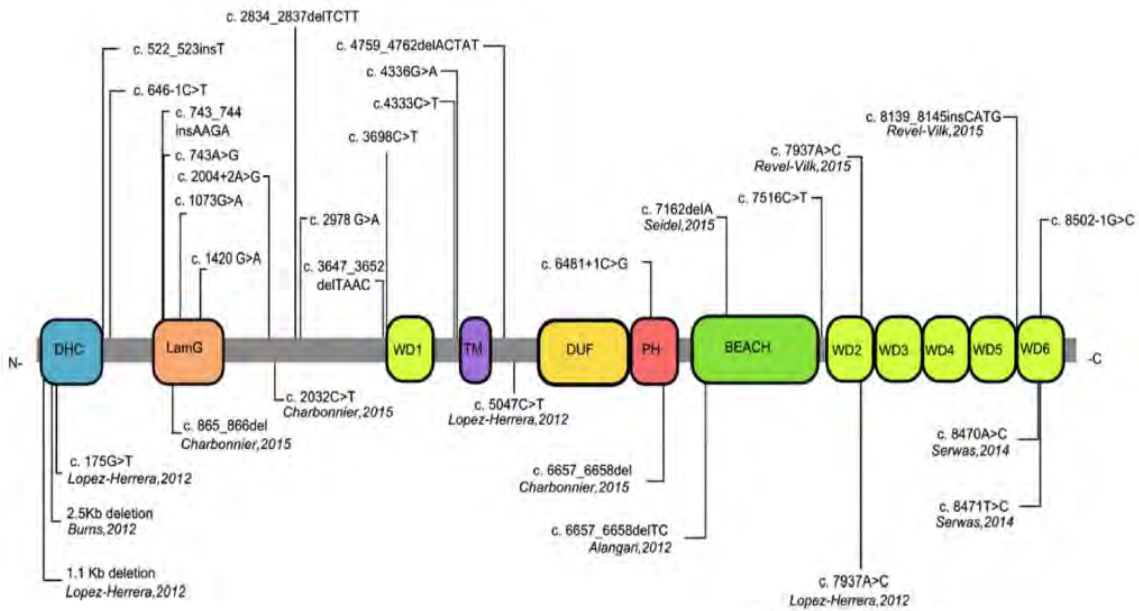 c. 2834_2837delTCTT
c. 522_523insT
c. 4759_4762delACTAT
c. 646-1C>T
c. 4336G>A
c. 743_744
insAAGA
c. 4333C>T
c. 8139_8145insCATG
Revel-Vilk,2015
c. 743A>G
c. 3698C>T
c. 7937A>C
Revel-Vilk,2015
c. 2004+2A>G
c. 1073G>A
c. 7516C>T
c. 2978 G>A
c. 7162delA
Seidel,2015
c. 8502-1G>C
c. 1420 G>A
c. 3647_3652
delTAAC
c. 6481+1C>G
N-
DHC
LamG
WD1
TM
DUF
PH
BEACH
WD2
WD3
WD4
WD5
WD6
-C
c. 2032C>T
Charbonnier,2015
c. 5047C>T
Lopez-Herrera,2012
c. 865_866del
Charbonnier,2015
c. 8470A>C
Serwas,2014
c. 175G>T
Lopez-Herrera,2012
c. 6657_6658del
Charbonnier,2015
c. 8471T>C
Serwas,2014
2.5Kb deletion
Burns,2012
c. 6657_6658delTC
Alangari,2012
1.1 Kb deletion
Lopez-Herrera,2012
c. 7937A>C
Lopez-Herrera,2012